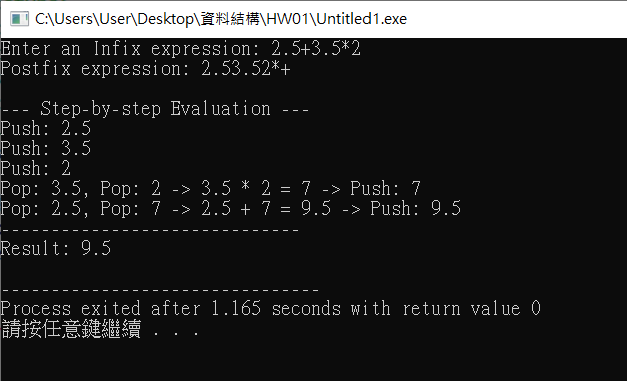 C:\Users\User\Desktop\資料結構\HW01\Untitled1.exe
Enter an Infix expression: 2.5+3.5*2
Postfix expression: 2.53.52*+
--- Step-by-step Evaluation ---
Push: 2.5
Push: 3.5
Push: 2
Pop: 3.5, Pop: 2 -> 3.5 * 2 = 7 -> Push: 7
Pop: 2.5, Pop: 7 -> 2.5 + 7 = 9.5 -> Push: 9.5
------------------------------
Result: 9.5
--------------------------------
Process exited after 1.165 seconds with return value 0
請按任意鍵繼續 . . .